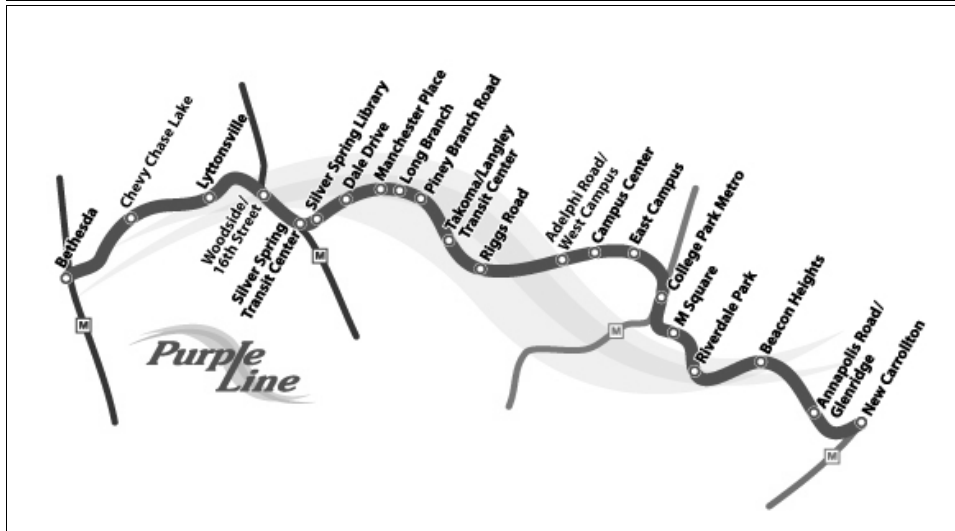 Bethesda
Chevy Chase Lake
Lyttonsville
Woodside/
16th Street
Silver Spring
Transit Center
Silver Spring Library
Dale Drive
Manchester Place
Long Branch
Piney Branch Road
Takoma/Langley
Transit Center
Riggs Road
Adelphi Road/
West Campus
Campus Center
East Campus
College Park Metro
M Square
Riverdale Park
Beacon Heights
Annapolis Road/
Glenridge
New Carrollton
M
M
M
M
Purple
Line